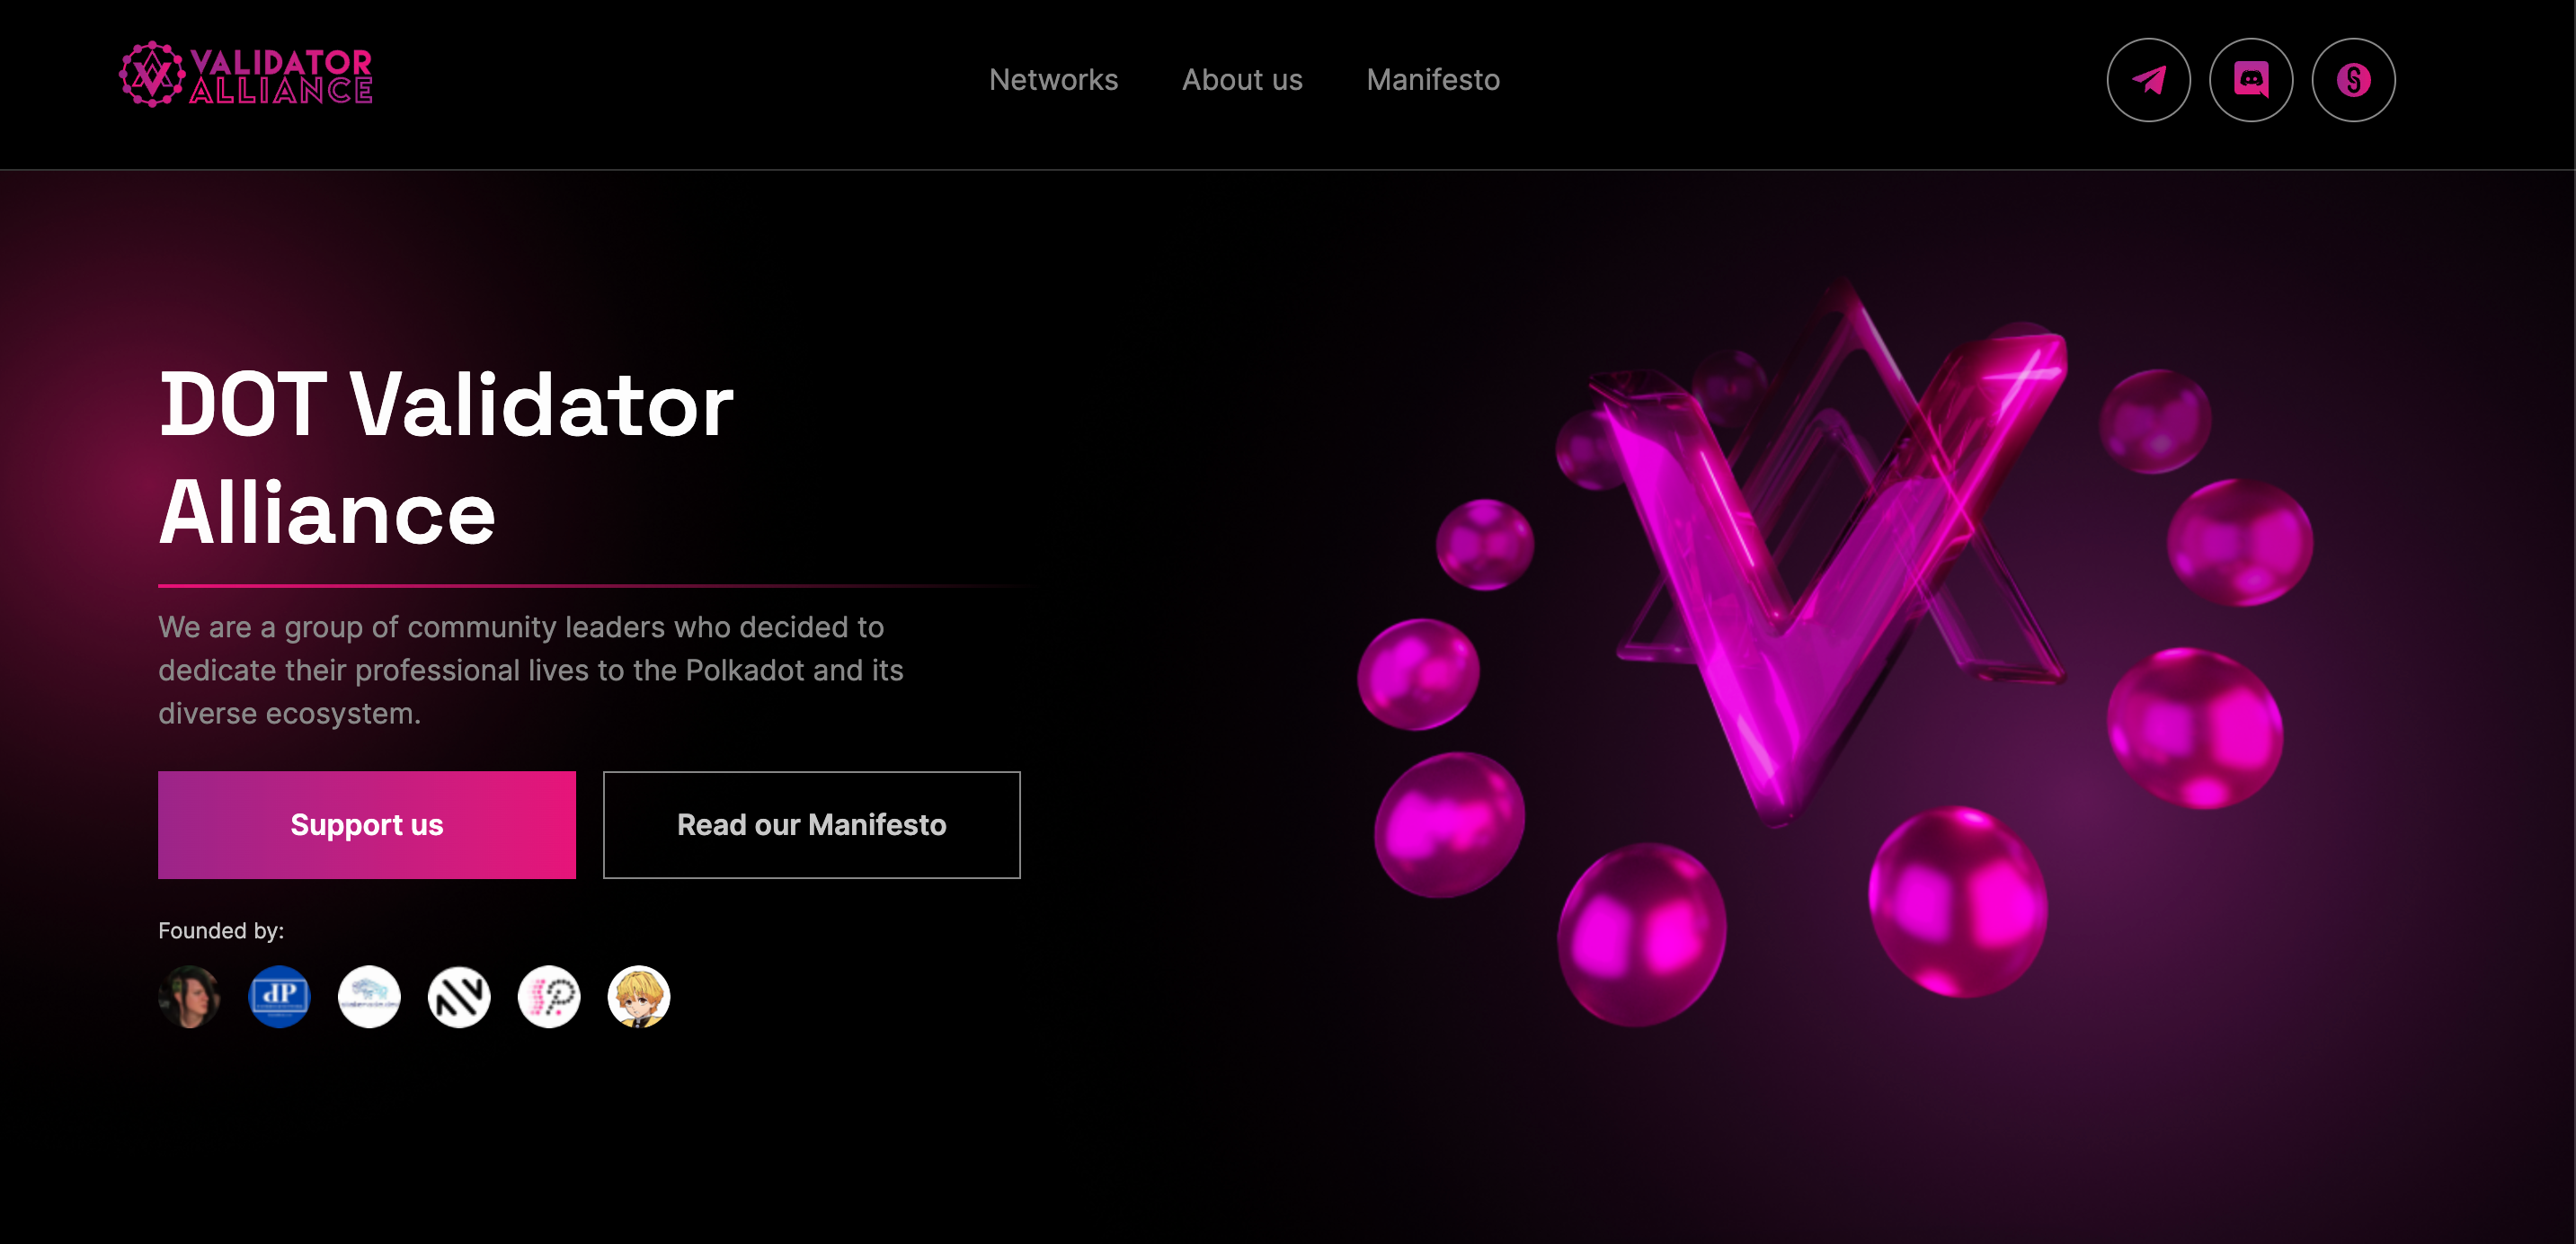 VALIDATOR
ALLIANCE
Networks
About us
Manifesto
DOT Validator
Alliance
We are a group of community leaders who decided to
dedicate their professional lives to the Polkadot and its
diverse ecosystem.
Support us
Read our Manifesto
Founded by:
dP